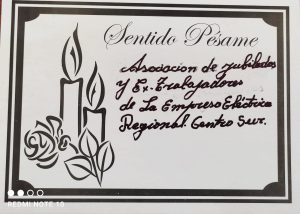 Sentido Pésame
Asociacion de jubilados
y Ex-Trabajadores
de La Empresa Eléctrica
Regional Centro Sur.
REDMI NOTE 13